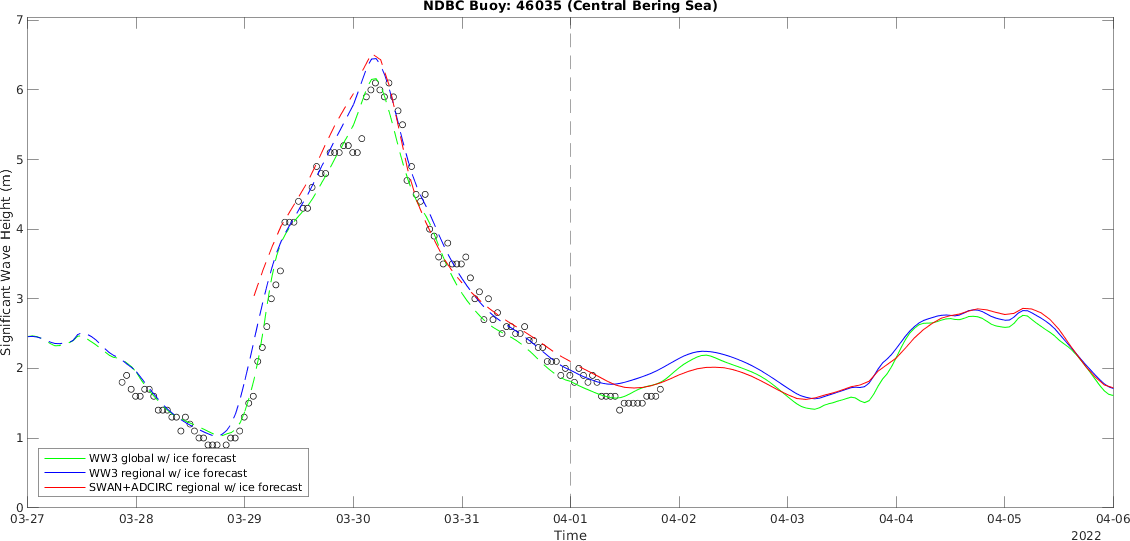 NDBC Buoy: 46035 (Central Bering Sea)
7
6
5
4
3
2
1
0
Significant Wave Height (m)
WW3 global w/ ice forecast
WW3 regional w/ ice forecast
SWAN+ADCIRC regional w/ ice forecast
03-27 03-28 03-29 03-30 03-31 04-01 04-02 04-03 04-04 04-05 04-06
Time
2022